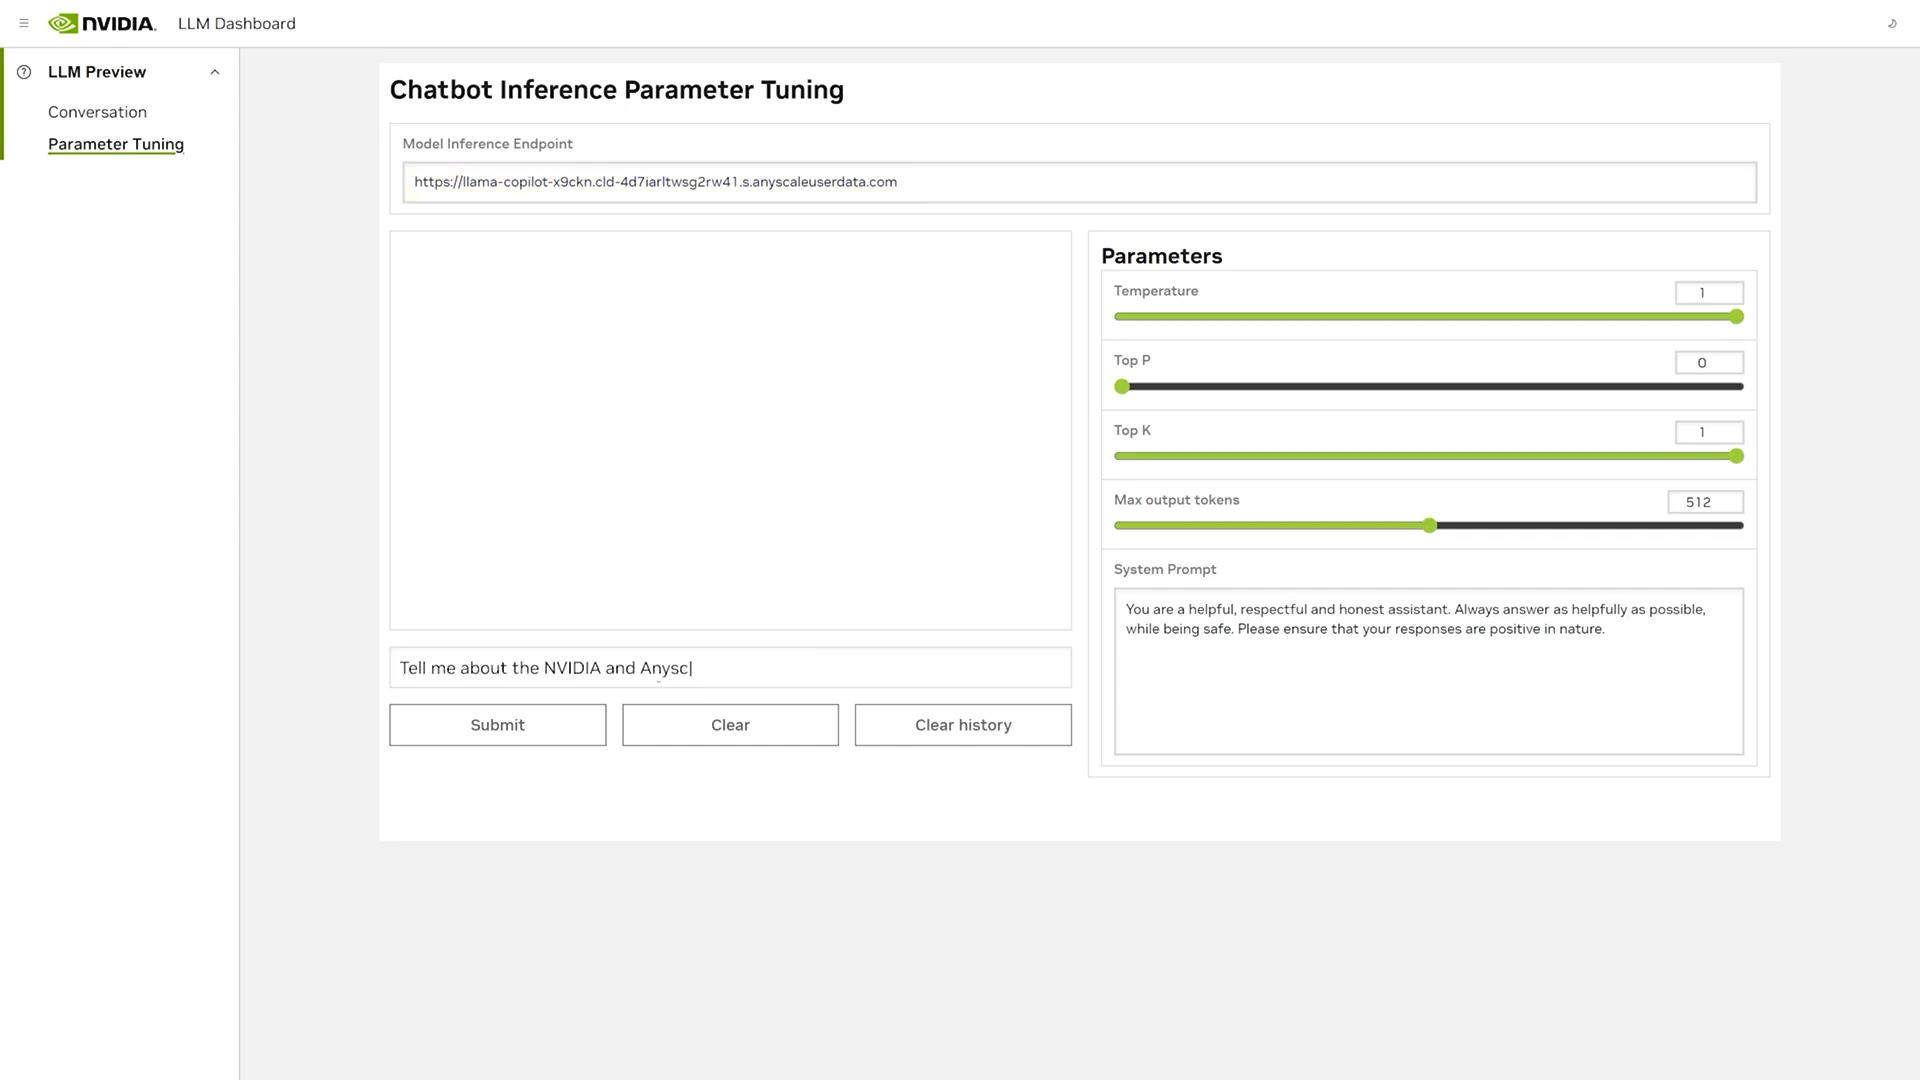 NVIDIA. LLM Dashboard
LLM Preview
Conversation
Parameter Tuning
Chatbot Inference Parameter Tuning
Model Inference Endpoint
https://llama-copilot-x9ckn.cld-4d7iarltwsg2rw41.s.anyscaleuserdata.com
Tell me about the NVIDIA and Anysc
Submit
Clear
Clear history
Parameters
Temperature
1
Top P
0
Top K
1
Max output tokens
512
System Prompt
You are a helpful, respectful and honest assistant. Always answer as helpfully as possible,
while being safe. Please ensure that your responses are positive in nature.